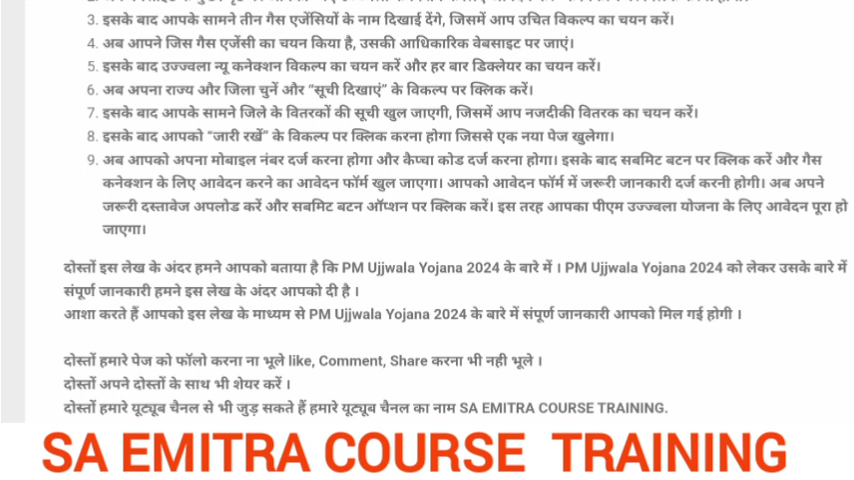 3. इसके बाद आपके सामने तीन गैस एजेंसियों के नाम दिखाई देंगे, जिसमें आप उचित विकल्प का चयन करें।
4. अब आपने जिस गैस एजेंसी का चयन किया है, उसकी आधिकारिक वेबसाइट पर जाएं।
5. इसके बाद उज्ज्वला न्यू कनेक्शन विकल्प का चयन करें और हर बार डिक्लेयर का चयन करें।
6. अब अपना राज्य और जिला चुनें और "सूची दिखाएं" के विकल्प पर क्लिक करें।
7. इसके बाद आपके सामने जिले के वितरकों की सूची खुल जाएगी, जिसमें आप नजदीकी वितरक का चयन करें।
8. इसके बाद आपको "जारी रखें" के विकल्प पर क्लिक करना होगा जिससे एक नया पेज खुलेगा।
9. अब आपको अपना मोबाइल नंबर दर्ज करना होगा और कैप्चा कोड दर्ज करना होगा। इसके बाद सबमिट बटन पर क्लिक करें और गैस
कनेक्शन के लिए आवेदन करने का आवेदन फॉर्म खुल जाएगा। आपको आवेदन फॉर्म में जरूरी जानकारी दर्ज करनी होगी। अब अपने
जरूरी दस्तावेज अपलोड करें और सबमिट बटन ऑप्शन पर क्लिक करें। इस तरह आपका पीएम उज्ज्वला योजना के लिए आवेदन पूरा हो
जाएगा।
दोस्तों इस लेख के अंदर हमने आपको बताया है कि PM Ujjwala Yojana 2024 के बारे में । PM Ujjwala Yojana 2024 को लेकर उसके बारे में
संपूर्ण जानकारी हमने इस लेख के अंदर आपको दी है ।
आशा करते हैं आपको इस लेख के माध्यम से PM Ujjwala Yojana 2024 के बारे में संपूर्ण जानकारी आपको मिल गई होगी ।
दोस्तों हमारे पेज को फॉलो करना ना भूले like, Comment, Share करना भी नही भूले ।
दोस्तों अपने दोस्तों के साथ भी शेयर करें ।
दोस्तों हमारे यूट्यूब चैनल से भी जुड़ सकते हैं हमारे यूट्यूब चैनल का नाम SA EMITRA COURSE TRAINING.
SA EMITRA COURSE TRAINING